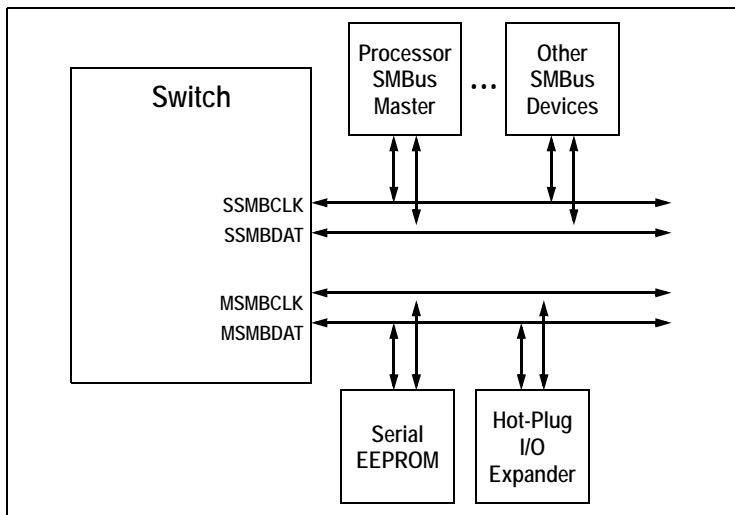 Switch
Processor
SMBus
Master
...
Other
SMBus
Devices
SSMBCLK
SSMBDAT
MSMBCLK
MSMBDAT
Serial
EEPROM
Hot-Plug
I/O
Expander